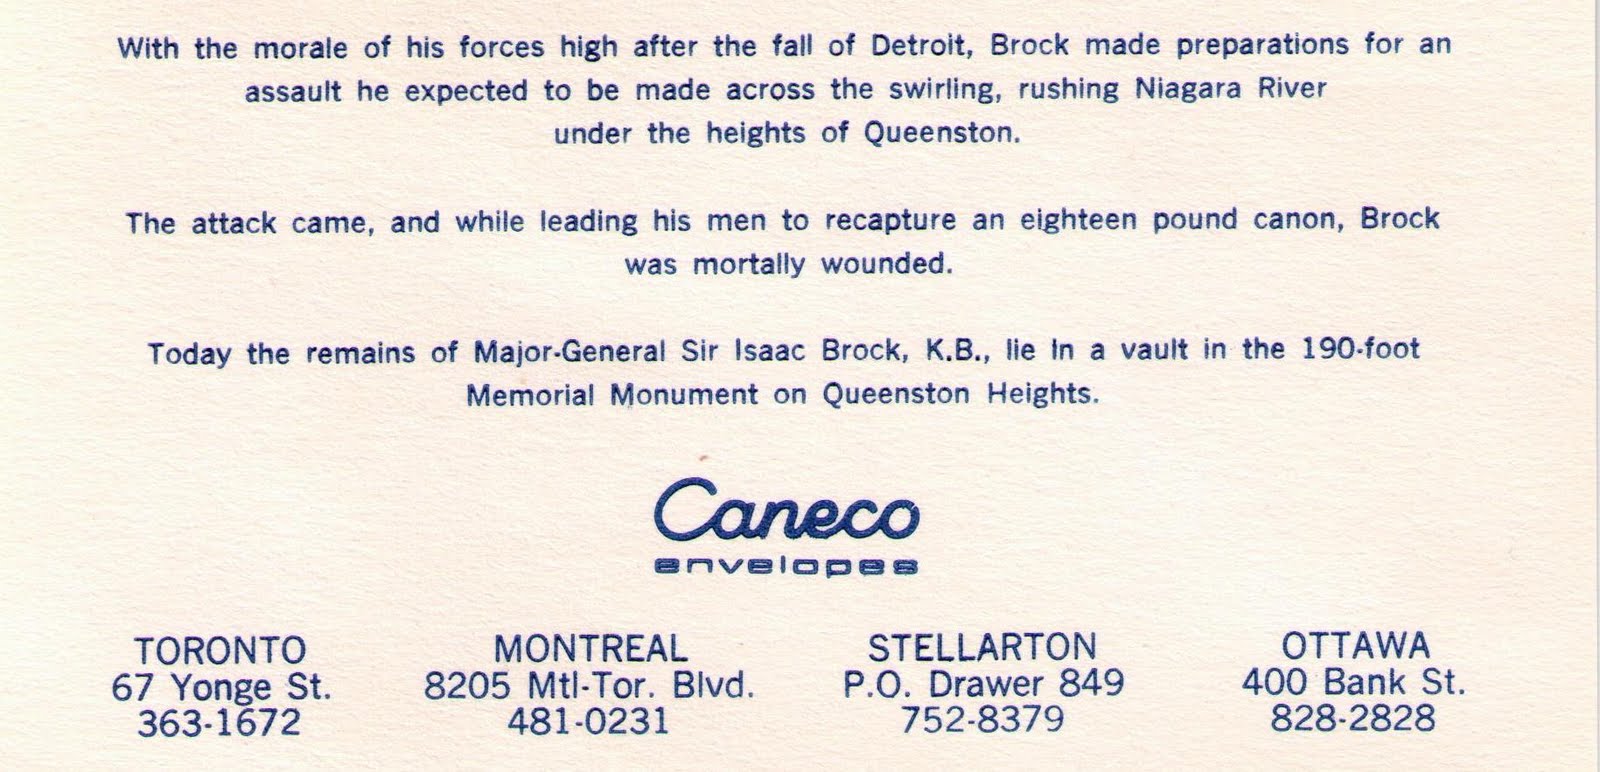 With the morale of his forces high after the fall of Detroit, Brock made preparations for an
assault he expected to be made across the swirling, rushing Niagara River
under the heights of Queenston.
The attack came, and while leading his men to recapture an eighteen pound canon, Brock
was mortally wounded.
Today the remains of Major-General Sir Isaac Brock, K.B., lie in a vault in the 190-foot
Memorial Monument on Queenston Heights.
Caneco
envelopes
TORONTO MONTREAL STELLARTON OTTAWA
67 Yonge St. 8205 Mtl-Tor. Blvd. P.O. Drawer 849 400 Bank St.
363-1672 481-0231 752-8379 828-2828